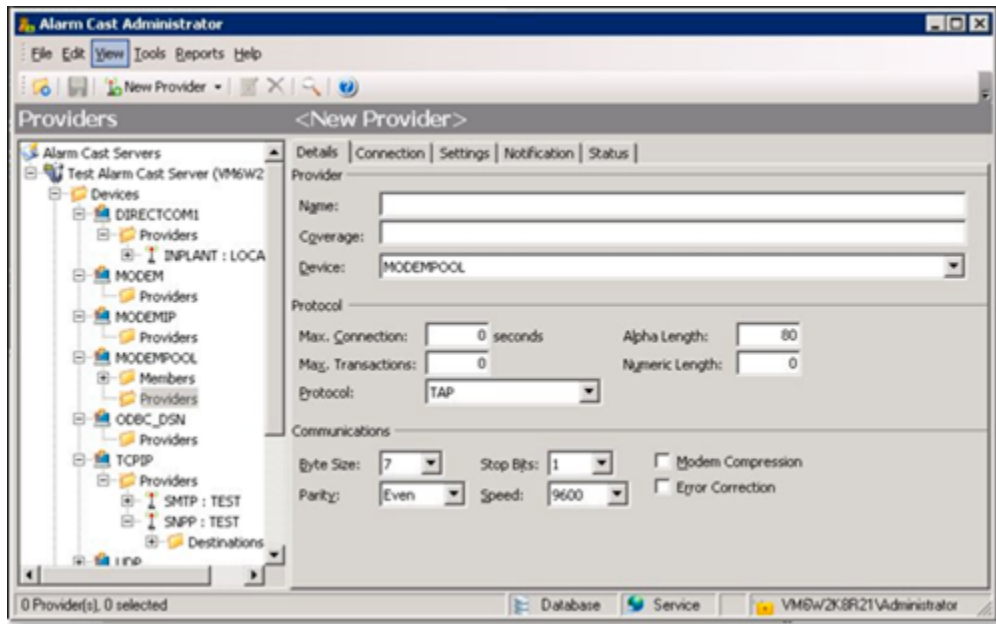 Alarm Cast Administrator
File Edit View Tools Reports Help
New Provider
Providers
<New Provider>
Alarm Cast Servers
Test Alarm Cast Server (VM6W2
Devices
DIRECTCOM1
Providers
INPLANT : LOCA
MODEM
Providers
MODEMIP
Providers
MODEMPOOL
Members
Providers
ODBC_DSN
Providers
TCPIP
Providers
SMTP : TEST
SNPP : TEST
Destinations
UDP
Details Connection Settings Notification Status
Provider
Name:
Coverage:
Device: MODEMPOOL
Protocol
Max. Connection: 0 seconds Alpha Length: 80
Max. Transactions: 0 Numeric Length: 0
Protocol: TAP
Communications
Byte Size: 7 Stop Bits: 1 Modem Compression
Parity: Even Speed: 9600 Error Correction
0 Provider(s), 0 selected Database Service VM6W2K8R21\Administrator